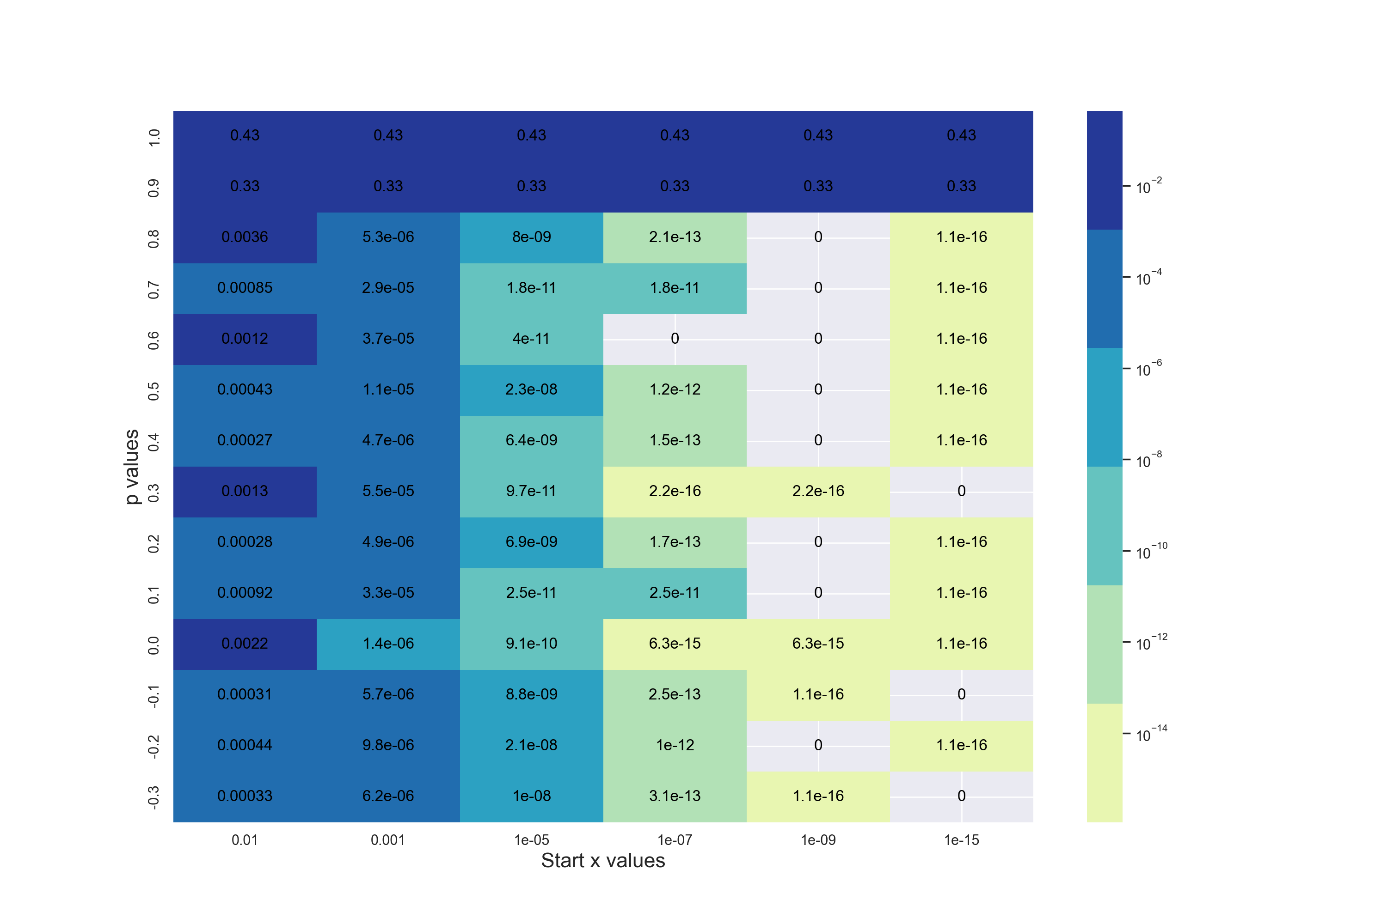 1.0 0.43 0.43 0.43 0.43 0.43 0.43
0.9 0.33 0.33 0.33 0.33 0.33 0.33
0.8 0.0036 5.3e-06 8e-09 2.1e-13 0 1.1e-16
0.7 0.00085 2.9e-05 1.8e-11 1.8e-11 0 1.1e-16
0.6 0.0012 3.7e-05 4e-11 0 0 1.1e-16
0.5 0.00043 1.1e-05 2.3e-08 1.2e-12 0 1.1e-16
0.4 0.00027 4.7e-06 6.4e-09 1.5e-13 0 1.1e-16
0.3 0.0013 5.5e-05 9.7e-11 2.2e-16 2.2e-16 0
0.2 0.00028 4.9e-06 6.9e-09 1.7e-13 0 1.1e-16
0.1 0.00092 3.3e-05 2.5e-11 2.5e-11 0 1.1e-16
0.0 0.0022 1.4e-06 9.1e-10 6.3e-15 6.3e-15 1.1e-16
-0.1 0.00031 5.7e-06 8.8e-09 2.5e-13 1.1e-16 0
-0.2 0.00044 9.8e-06 2.1e-08 1e-12 0 1.1e-16
-0.3 0.00033 6.2e-06 1e-08 3.1e-13 1.1e-16 0
0.01 0.001 1e-05 1e-07 1e-09 1e-15
Start x values
p values
10⁻²
10⁻⁴
10⁻⁶
10⁻⁸
10⁻¹⁰
10⁻¹²
10⁻¹⁴